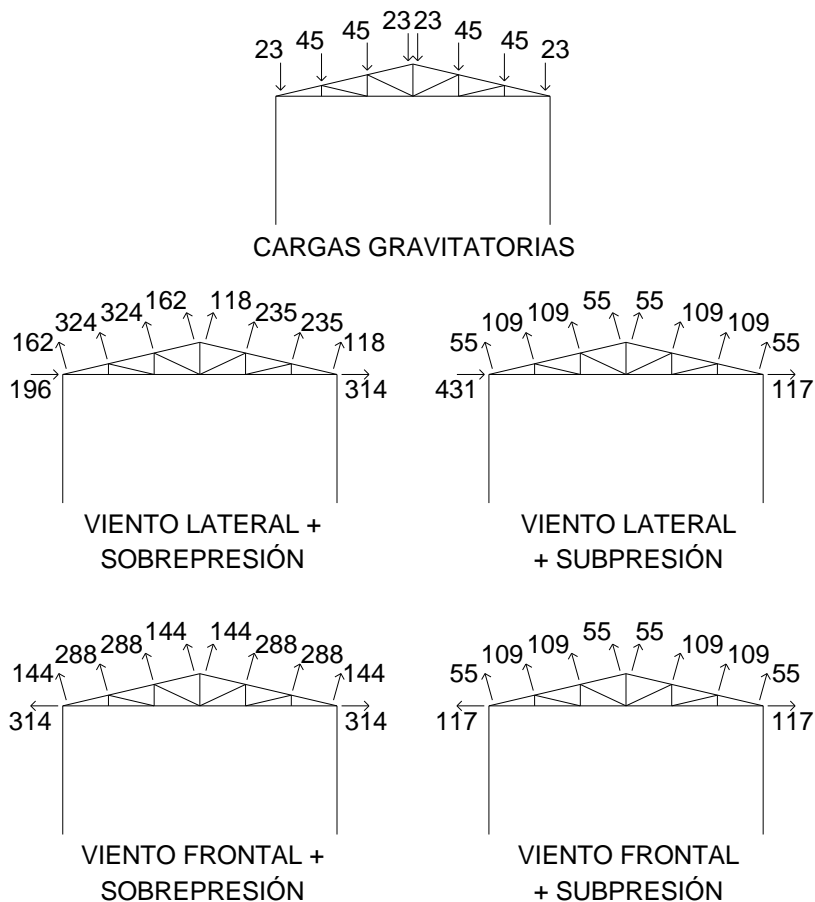 23 45 45 23 23 45 45 23
CARGAS GRAVITATORIAS
162 324 324 162 118 235 235 118
196 314
VIENTO LATERAL +
SOBREPRESIÓN
55 109 109 55 55 109 109 55
431 117
VIENTO LATERAL
+ SUBPRESIÓN
144 288 288 144 144 288 288 144
314 314
VIENTO FRONTAL +
SOBREPRESIÓN
55 109 109 55 55 109 109 55
117 117
VIENTO FRONTAL
+ SUBPRESIÓN